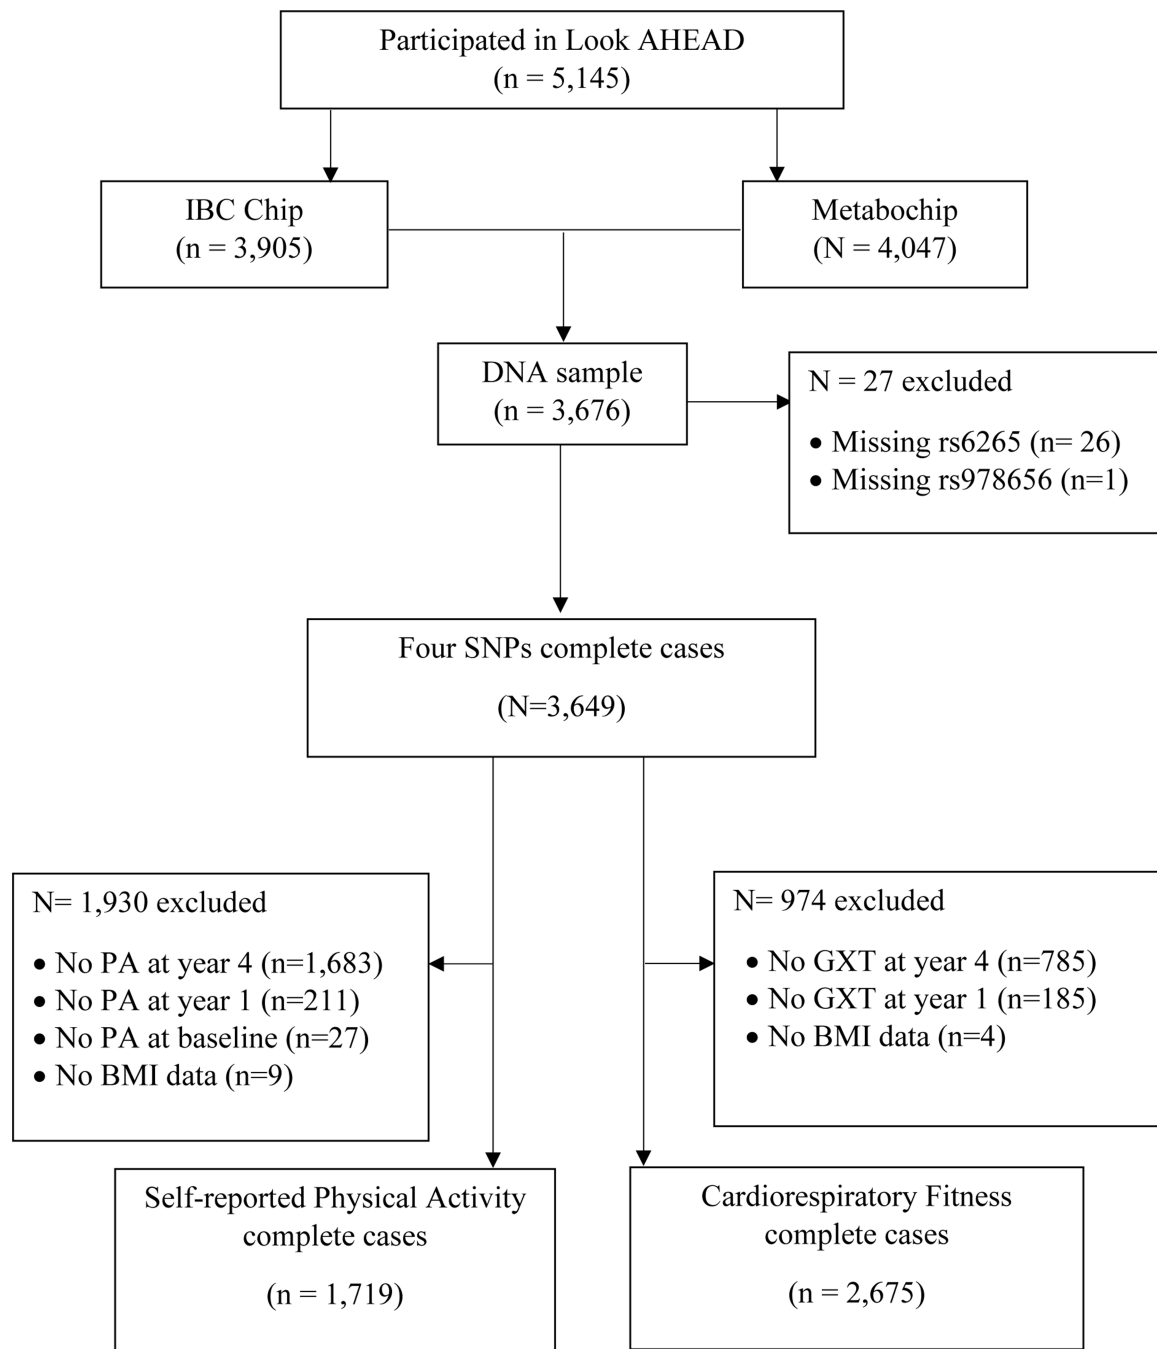 Participated in Look AHEAD
(n = 5,145)
IBC Chip
(n = 3,905)
Metabochip
(N = 4,047)
DNA sample
(n = 3,676)
N = 27 excluded
• Missing rs6265 (n= 26)
• Missing rs978656 (n=1)
Four SNPs complete cases
(N=3,649)
N= 1,930 excluded
• No PA at year 4 (n=1,683)
• No PA at year 1 (n=211)
• No PA at baseline (n=27)
• No BMI data (n=9)
N= 974 excluded
• No GXT at year 4 (n=785)
• No GXT at year 1 (n=185)
• No BMI data (n=4)
Self-reported Physical Activity
complete cases
(n = 1,719)
Cardiorespiratory Fitness
complete cases
(n = 2,675)